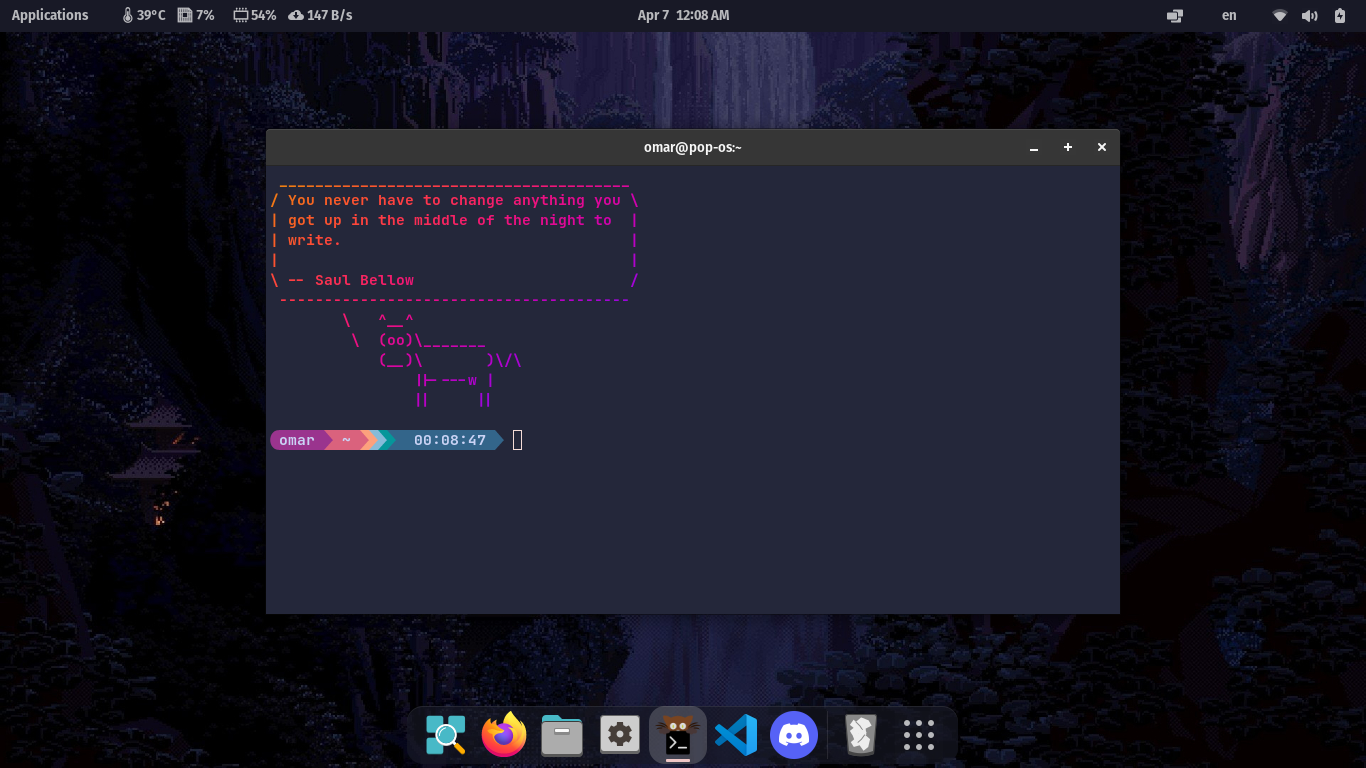 Applications 39°C 7% 54% 147 B/s Apr 7 12:08 AM en
omar@pop-os:~
 ________________________________________
/ You never have to change anything you \
| got up in the middle of the night to  |
| write.                                |
|                                       |
\ -- Saul Bellow                        /
 ---------------------------------------
        \   ^__^
         \  (oo)\_______
            (__)\       )\/\
                ||----w |
                ||     ||
omar ~ 00:08:47